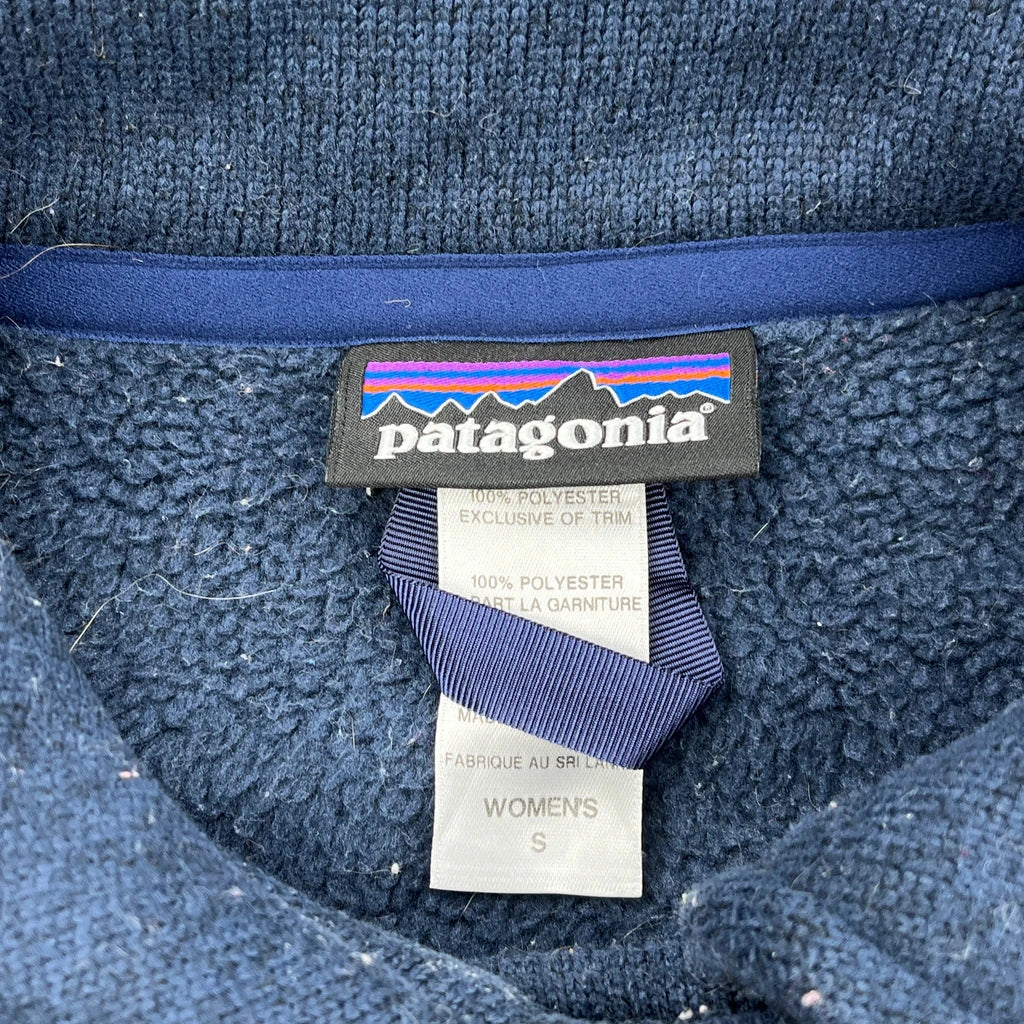 patagonia®
100% POLYESTER
EXCLUSIVE OF TRIM
100% POLYESTER
PART LA GARNITURE
FABRIQUE AU SRI
WOMEN'S
S